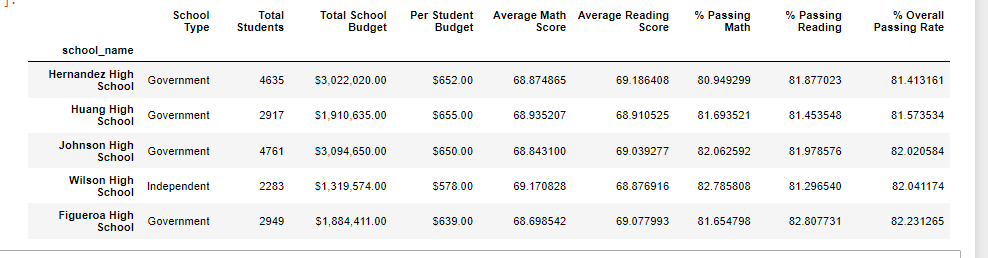 ].
School Type Total Students Total School Budget Per Student Budget Average Math Score Average Reading Score % Passing Math % Passing Reading % Overall Passing Rate
school_name
Hernandez High School Government 4635 $3,022,020.00 $652.00 68.874865 69.186408 80.949299 81.877023 81.413161
Huang High School Government 2917 $1,910,635.00 $655.00 68.935207 68.910525 81.693521 81.453548 81.573534
Johnson High School Government 4761 $3,094,650.00 $650.00 68.843100 69.039277 82.062592 81.978576 82.020584
Wilson High School Independent 2283 $1,319,574.00 $578.00 69.170828 68.876916 82.785808 81.296540 82.041174
Figueroa High School Government 2949 $1,884,411.00 $639.00 68.698542 69.077993 81.654798 82.807731 82.231265